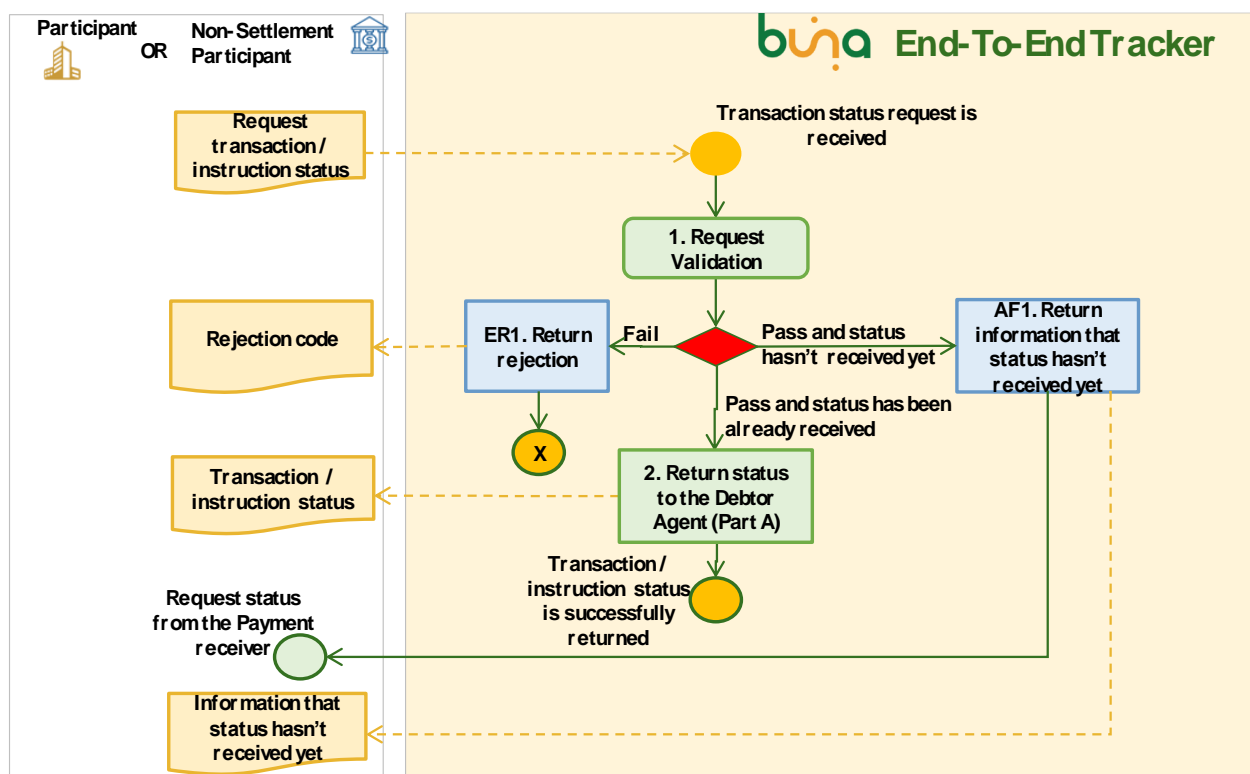 Participant
OR
Non-Settlement
Participant
buna End-To-End Tracker
Request
transaction /
instruction status
Transaction status request is
received
1. Request
Validation
Rejection code
ER1. Return
rejection
Fail
Pass and status
hasn't received yet
AF1. Return
information that
status hasn't
received yet
Pass and status has been
already received
X
Transaction /
instruction status
2. Return status
to the Debtor
Agent (Part A)
Transaction /
instruction status
is successfully
returned
Request status
from the Payment
receiver
Information that
status hasn't
received yet